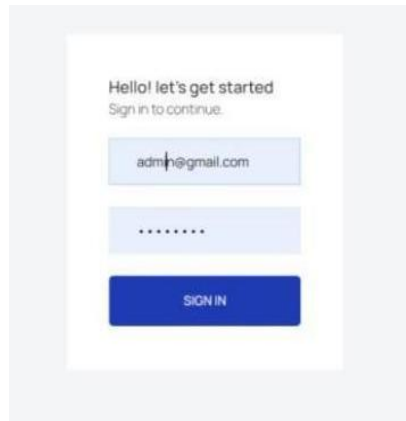 Hello! let's get started
Sign in to continue.
admin@gmail.com
........
SIGN IN